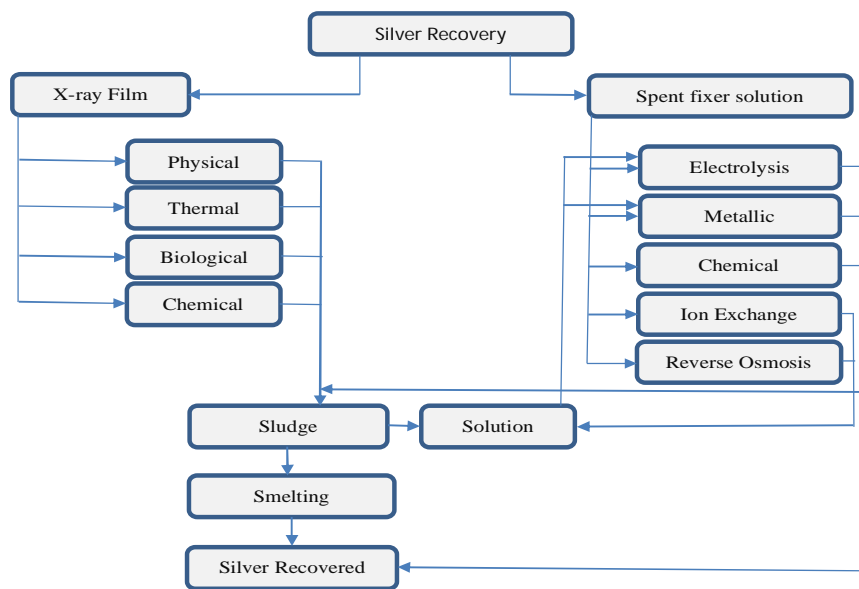 Silver Recovery
X-ray Film
Spent fixer solution
Physical
Thermal
Biological
Chemical
Electrolysis
Metallic
Chemical
Ion Exchange
Reverse Osmosis
Sludge
Solution
Smelting
Silver Recovered